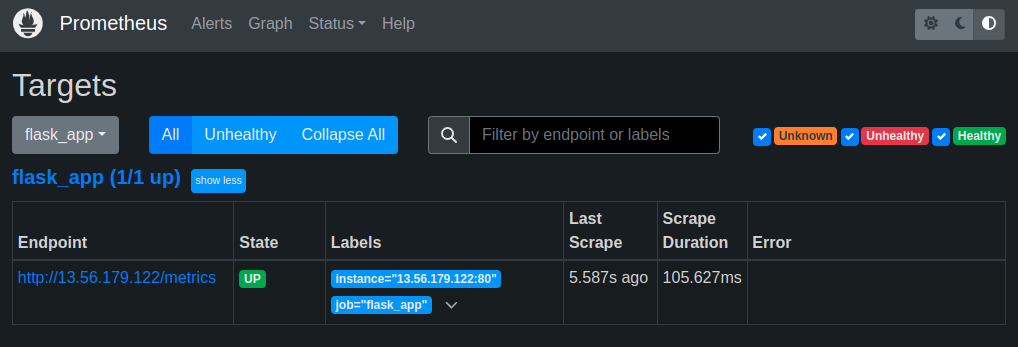 Prometheus Alerts Graph Status Help
Targets
flask_app All Unhealthy Collapse All Filter by endpoint or labels Unknown Unhealthy Healthy
flask_app (1/1 up) show less
Endpoint State Labels Last Scrape Scrape Duration Error
http://13.56.179.122/metrics UP instance="13.56.179.122:80" 5.587s ago 105.627ms
job="flask_app"